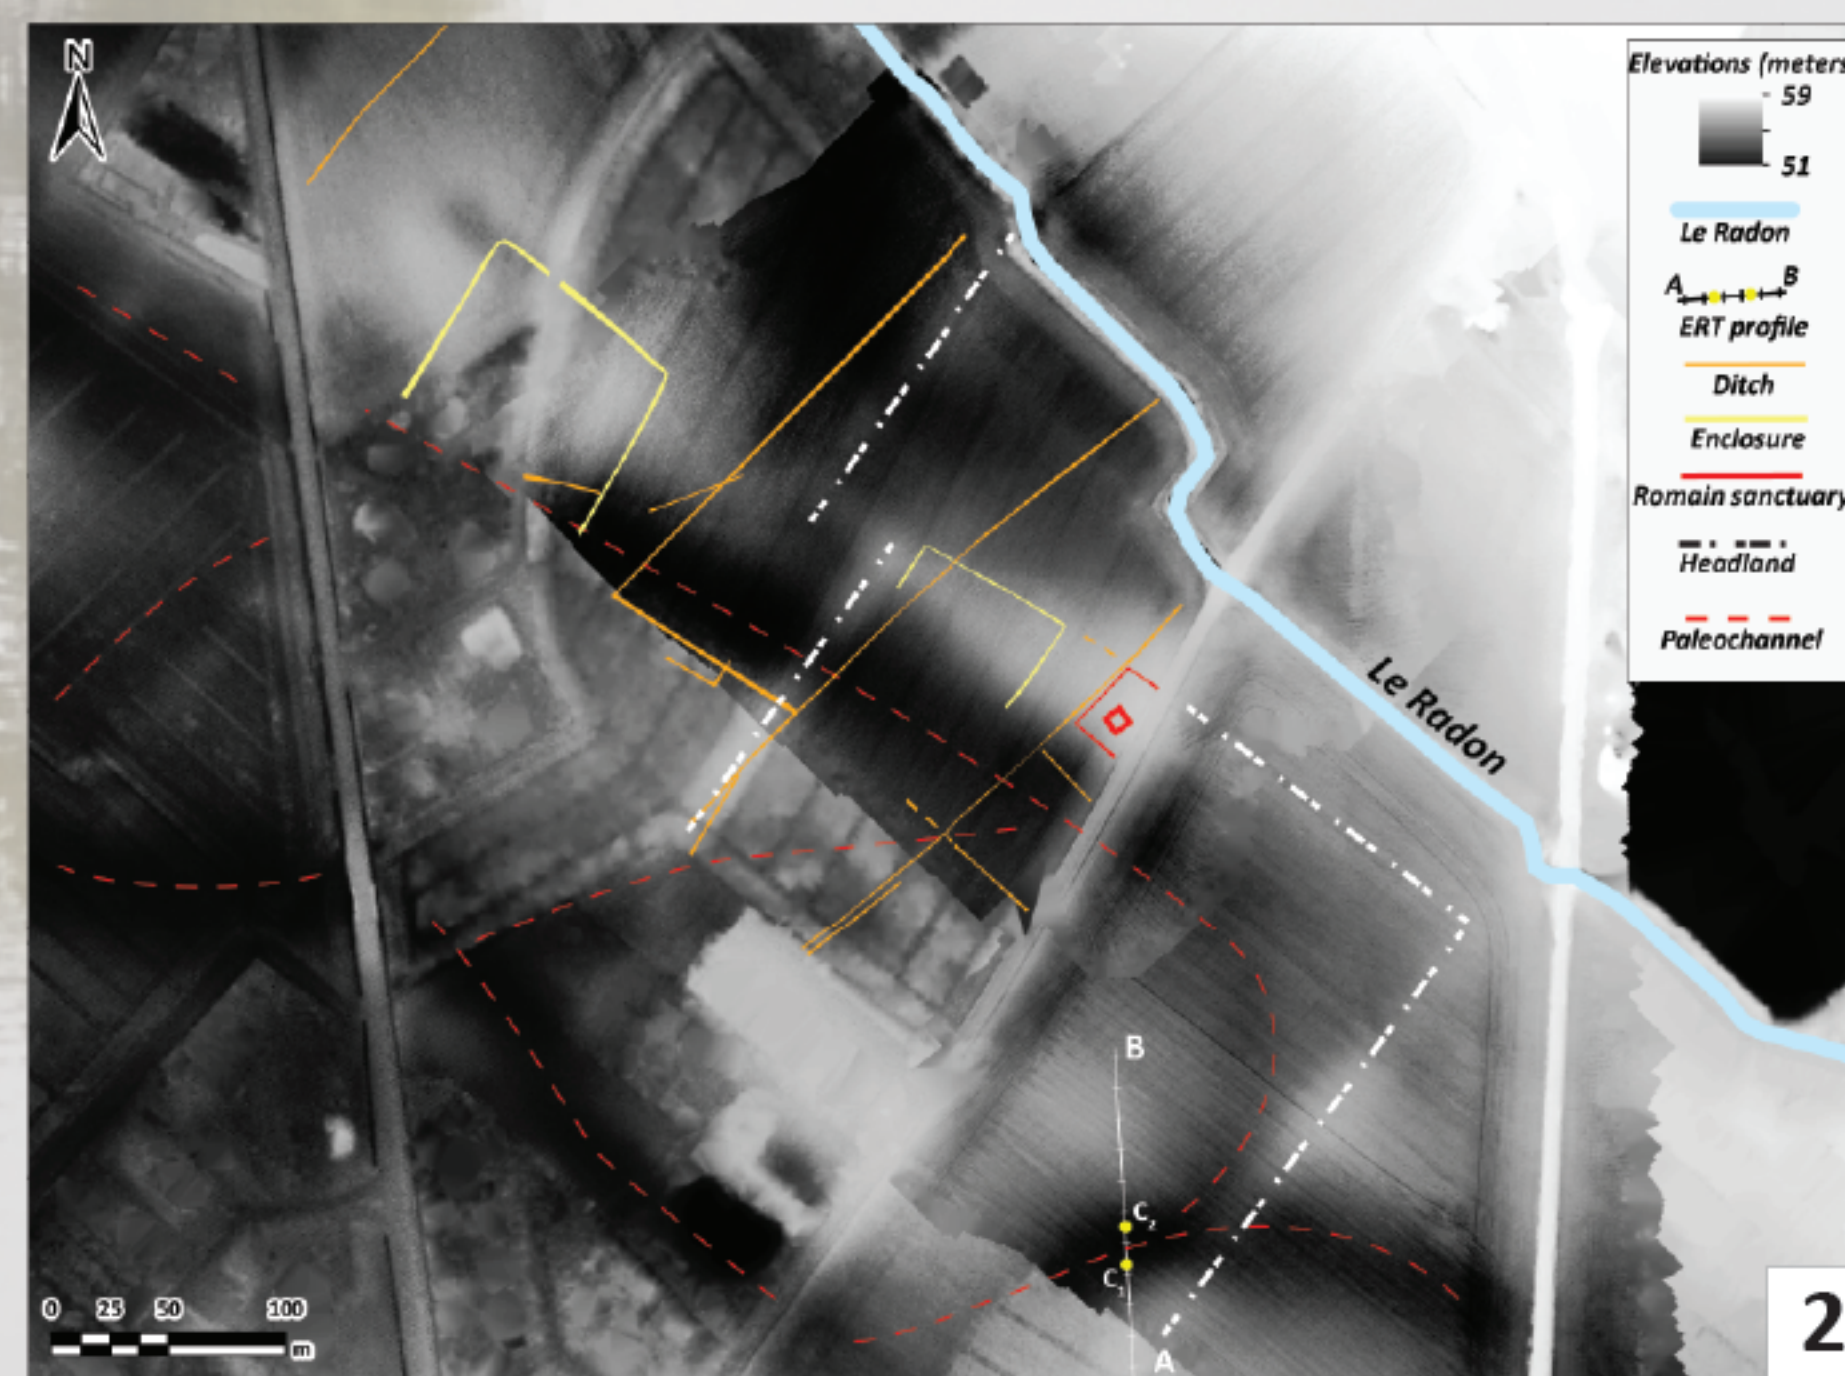 N
Elevations (meters
59
51
Le Radon
A B
ERT profile
Ditch
Enclosure
Romain sanctuary
Headland
Paleochannel
Le Radon
B
C2
C1
A
0 25 50 100
m
2